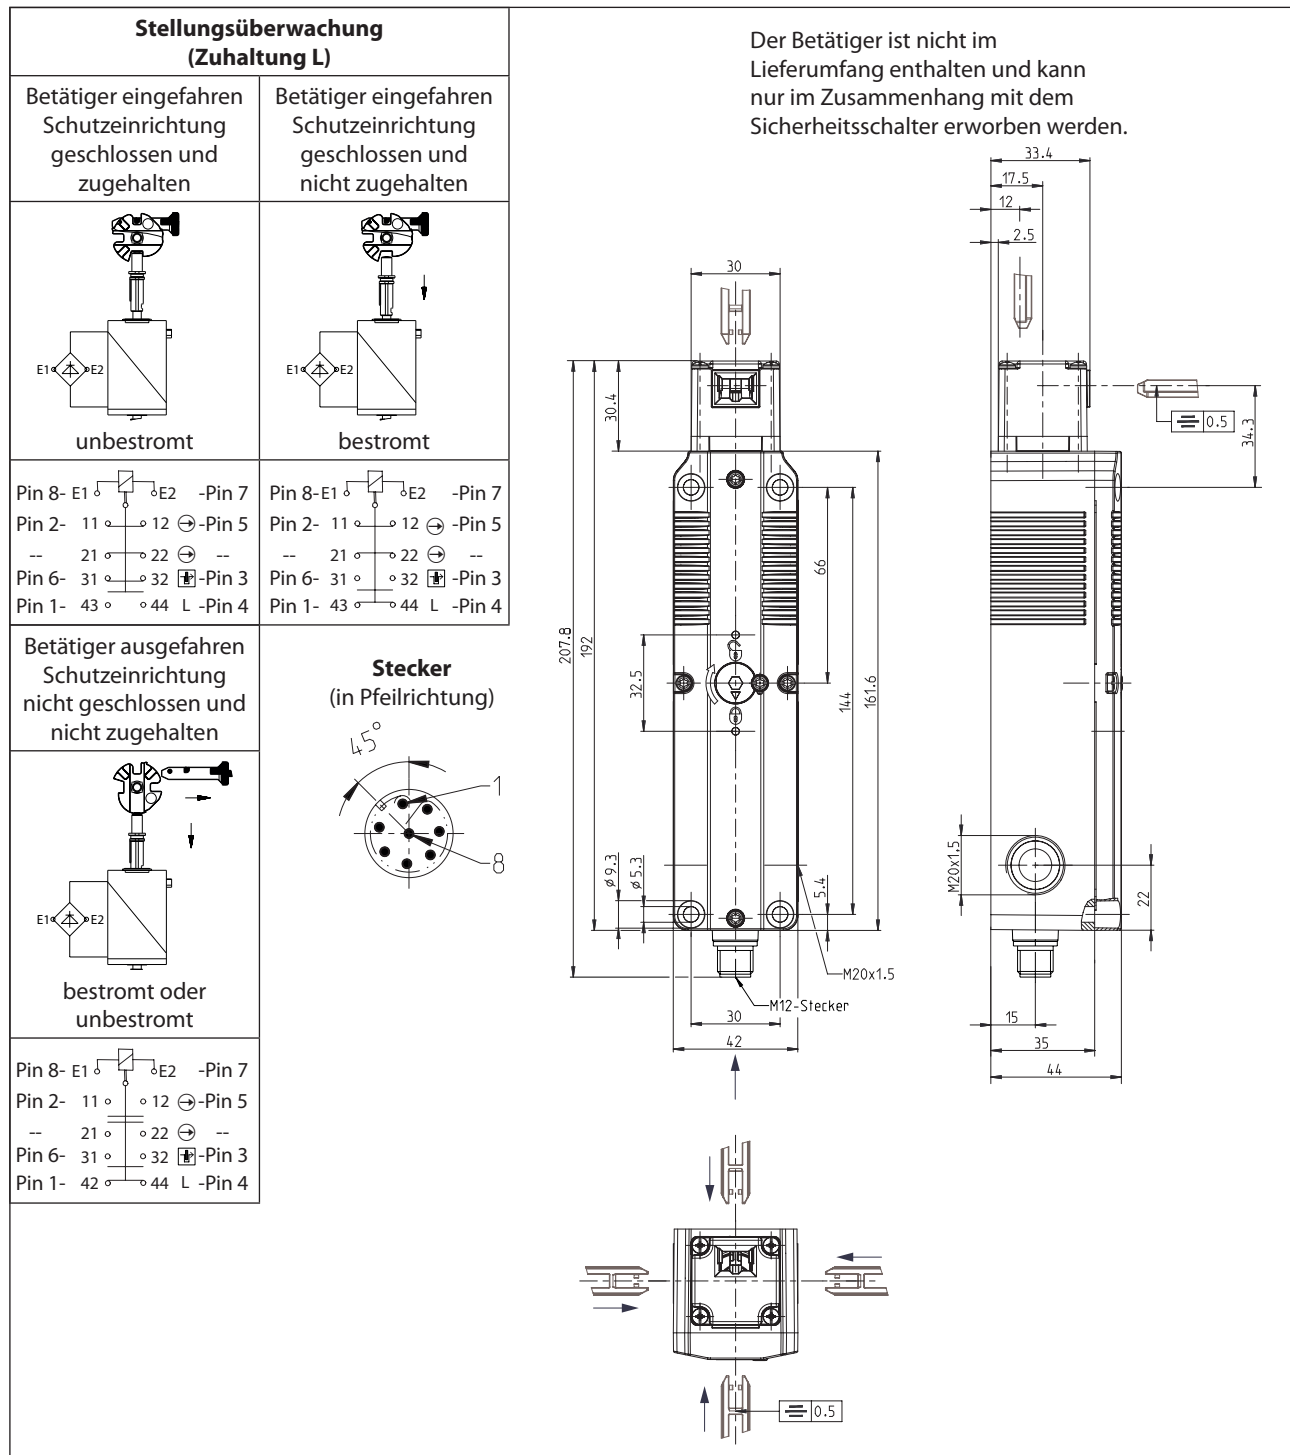 Stellungsüberwachung
(Zuhaltung L)
Betätiger eingefahren
Schutzeinrichtung
geschlossen und
zugehalten
Betätiger eingefahren
Schutzeinrichtung
geschlossen und
nicht zugehalten
E1 E2
unbestromt
E1 E2
bestromt
Pin 8- E1 E2 -Pin 7
Pin 2- 11 12 -Pin 5
-- 21 22 --
Pin 6- 31 32 -Pin 3
Pin 1- 43 44 L -Pin 4
Pin 8-E1 E2 -Pin 7
Pin 2- 11 12 -Pin 5
-- 21 22 --
Pin 6- 31 32 -Pin 3
Pin 1- 43 44 L -Pin 4
Betätiger ausgefahren
Schutzeinrichtung
nicht geschlossen und
nicht zugehalten
E1 E2
bestromt oder
unbestromt
Pin 8- E1 E2 -Pin 7
Pin 2- 11 12 -Pin 5
-- 21 22 --
Pin 6- 31 32 -Pin 3
Pin 1- 42 44 L -Pin 4
Stecker
(in Pfeilrichtung)
45°
1
8
Der Betätiger ist nicht im
Lieferumfang enthalten und kann
nur im Zusammenhang mit dem
Sicherheitsschalter erworben werden.
30
30.4
207.8
192
32.5
66
144
161.6
ø 9.3
ø 5.3
5.4
M20x1.5
M12-Stecker
30
42
33.4
17.5
12
2.5
0.5
34.3
M20x1.5
22
15
35
44
0.5